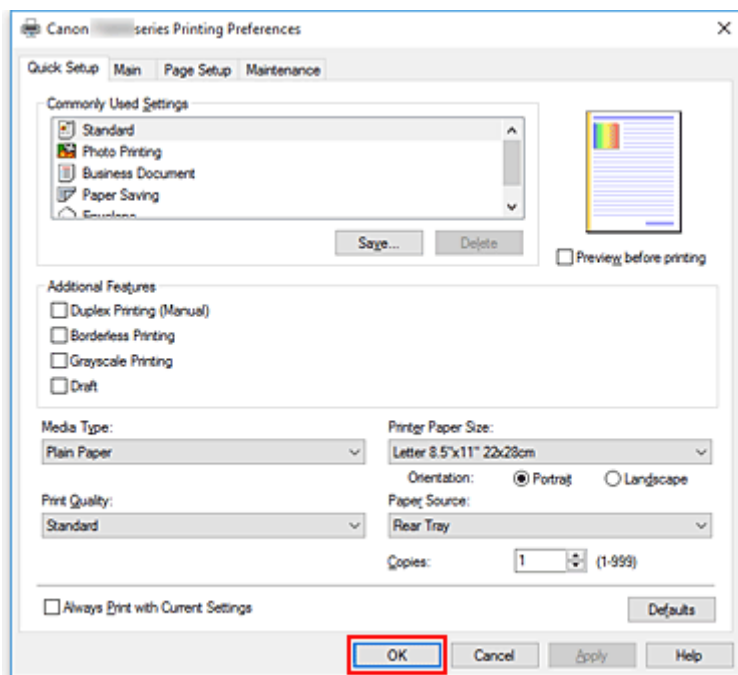 Canon series Printing Preferences
Quick Setup Main Page Setup Maintenance
Commonly Used Settings
Standard
Photo Printing
Business Document
Paper Saving
Envelope
Save... Delete
Preview before printing
Additional Features
Duplex Printing (Manual)
Borderless Printing
Grayscale Printing
Draft
Media Type: Printer Paper Size:
Plain Paper Letter 8.5"x11" 22x28cm
Orientation: Portrait Landscape
Print Quality: Paper Source:
Standard Rear Tray
Copies: 1 (1-999)
Always Print with Current Settings Defaults
OK Cancel Apply Help